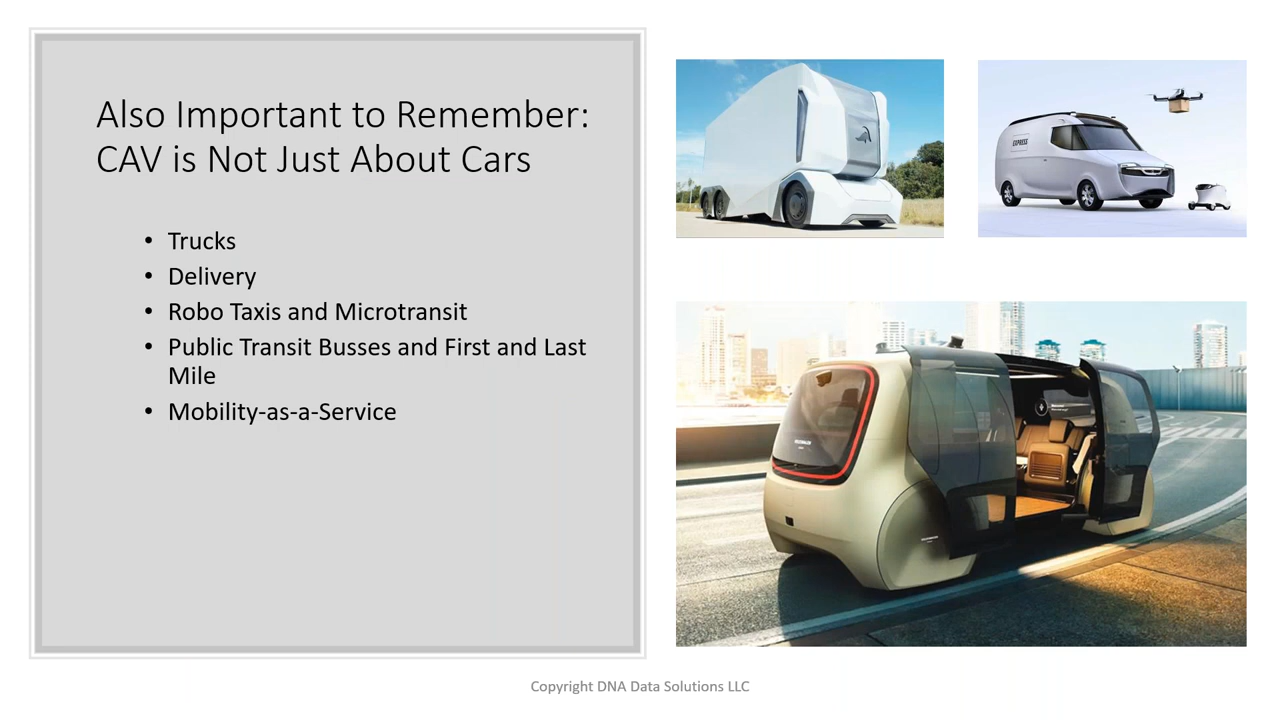 Also Important to Remember:
CAV is Not Just About Cars
• Trucks
• Delivery
• Robo Taxis and Microtransit
• Public Transit Busses and First and Last
Mile
• Mobility-as-a-Service
EXPRESS
Copyright DNA Data Solutions LLC